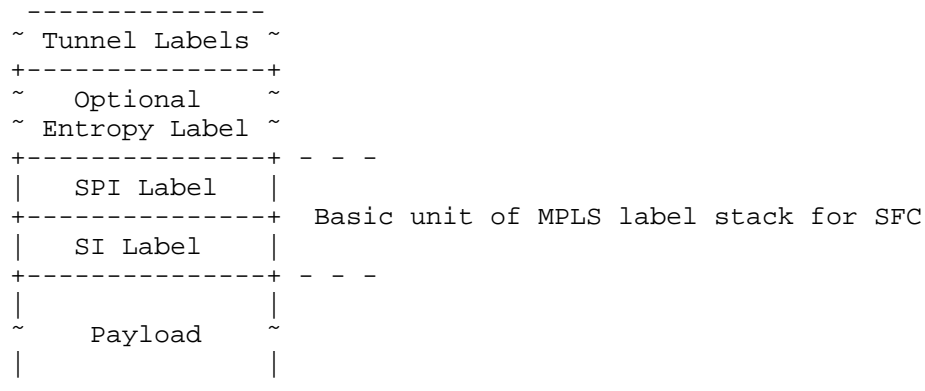 ---------------
~ Tunnel Labels ~
+---------------+
~   Optional    ~
~ Entropy Label ~
+---------------+ - - -
|   SPI Label   |
+---------------+  Basic unit of MPLS label stack for SFC
|   SI Label    |
+---------------+ - - -
|               |
~    Payload    ~
|               |